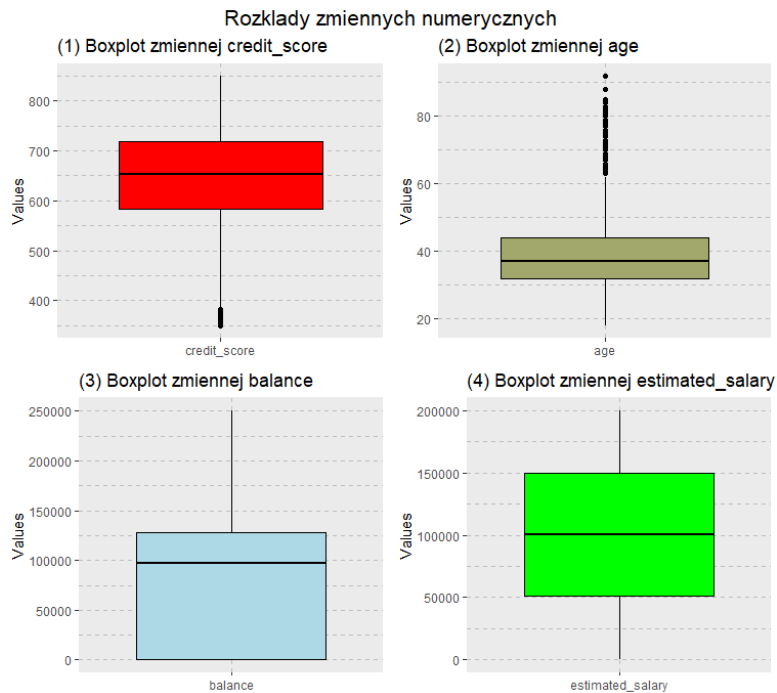 Rozklady zmiennych numerycznych
(1) Boxplot zmiennej credit_score
Values
800
700
600
500
400
credit_score
(2) Boxplot zmiennej age
Values
80
60
40
20
age
(3) Boxplot zmiennej balance
Values
250000
200000
150000
100000
50000
0
balance
(4) Boxplot zmiennej estimated_salary
Values
200000
150000
100000
50000
0
estimated_salary